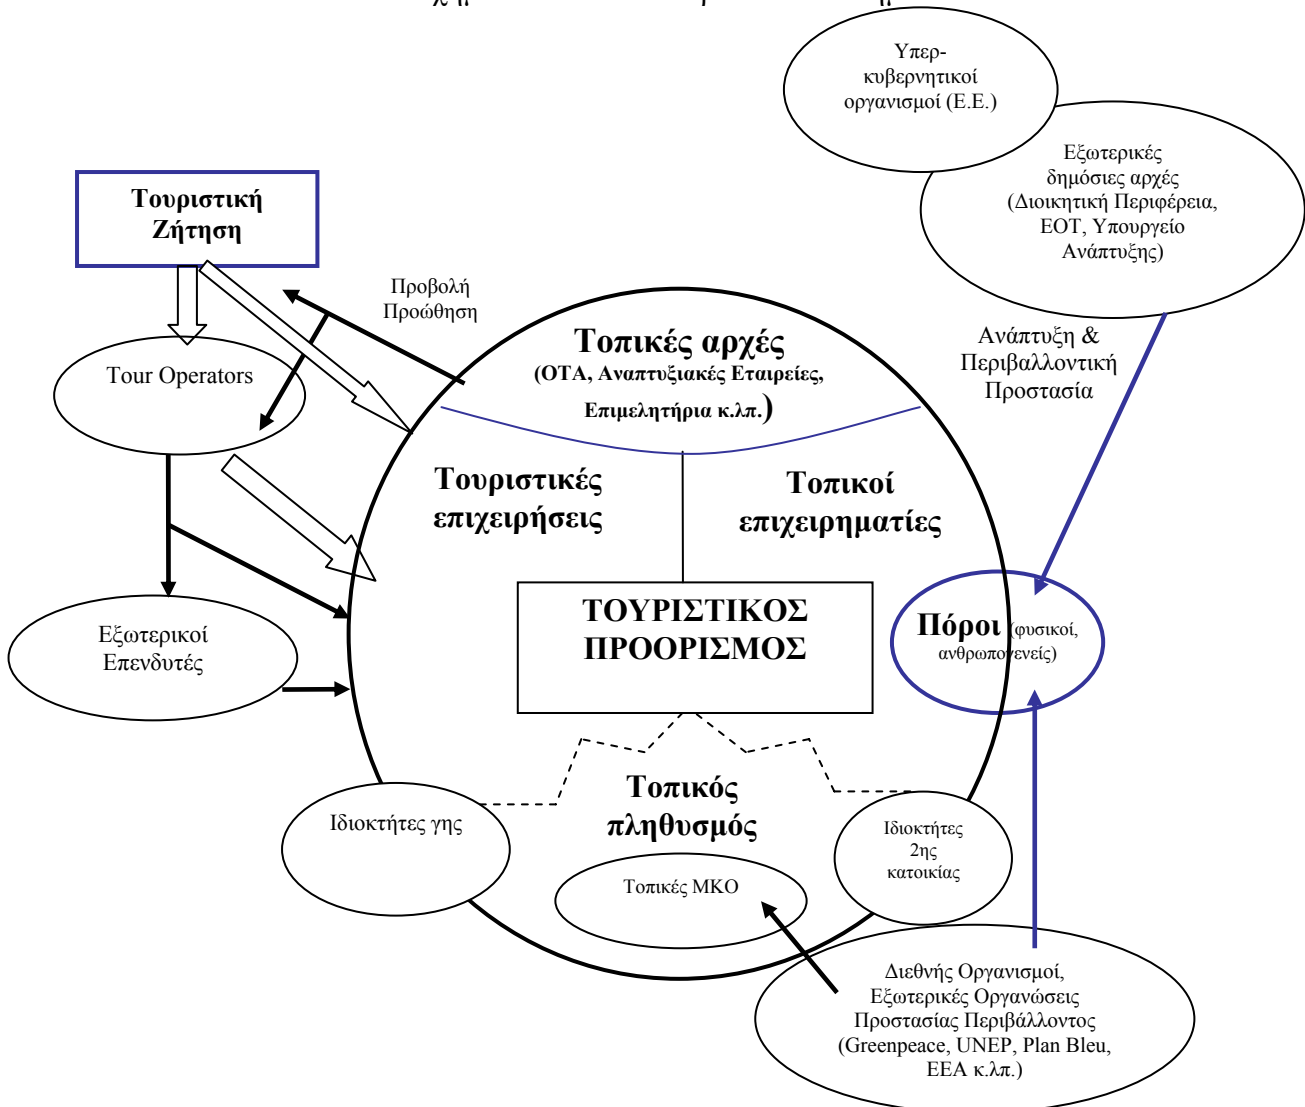 Υπερ-
κυβερνητικοί
οργανισμοί (Ε.Ε.)
Εξωτερικές
δημόσιες αρχές
(Διοικητική Περιφέρεια,
ΕΟΤ, Υπουργείο
Ανάπτυξης)
Τουριστική
Ζήτηση
Προβολή
Προώθηση
Τοπικές αρχές
(ΟΤΑ, Αναπτυξιακές Εταιρείες,
Επιμελητήρια κ.λπ.)
Ανάπτυξη &
Περιβαλλοντική
Προστασία
Tour Operators
Τουριστικές
επιχειρήσεις
Τοπικοί
επιχειρηματίες
ΤΟΥΡΙΣΤΙΚΟΣ
ΠΡΟΟΡΙΣΜΟΣ
Πόροι (φυσικοί,
ανθρωπογενείς)
Εξωτερικοί
Επενδυτές
Τοπικός
πληθυσμός
Ιδιοκτήτες γης
Ιδιοκτήτες
2ης
κατοικίας
Τοπικές ΜΚΟ
Διεθνής Οργανισμοί,
Εξωτερικές Οργανώσεις
Προστασίας Περιβάλλοντος
(Greenpeace, UNEP, Plan Bleu,
EEA κ.λπ.)